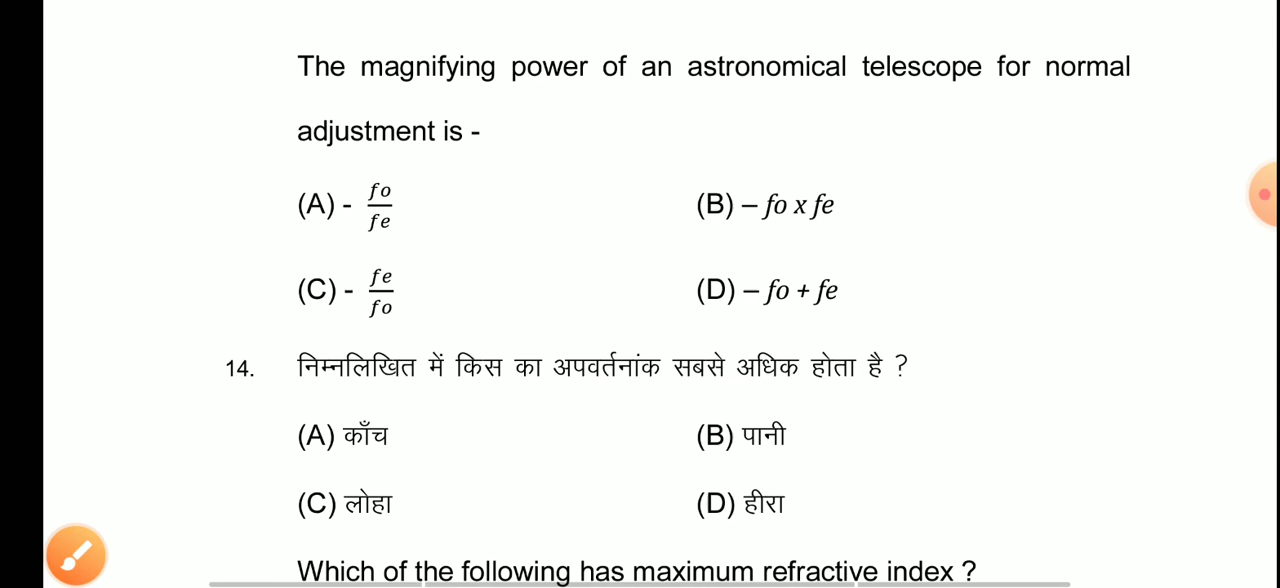 The magnifying power of an astronomical telescope for normal
adjustment is -
(A) - fo/fe (B) – fo x fe
(C) - fe/fo (D) – fo + fe
14. निम्नलिखित में किस का अपवर्तनांक सबसे अधिक होता है ?
(A) काँच (B) पानी
(C) लोहा (D) हीरा
Which of the following has maximum refractive index ?